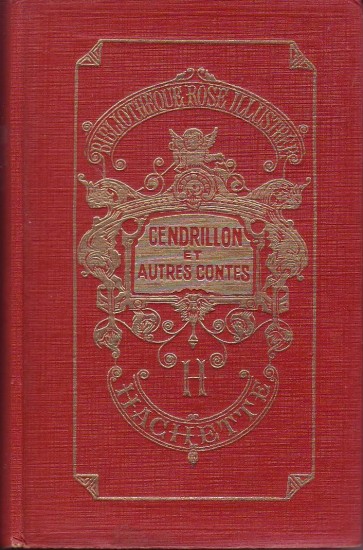 BIBLIOTHÈQUE ROSE ILLUSTRÉE
CENDRILLON
ET
AUTRES CONTES
H
HACHETTE